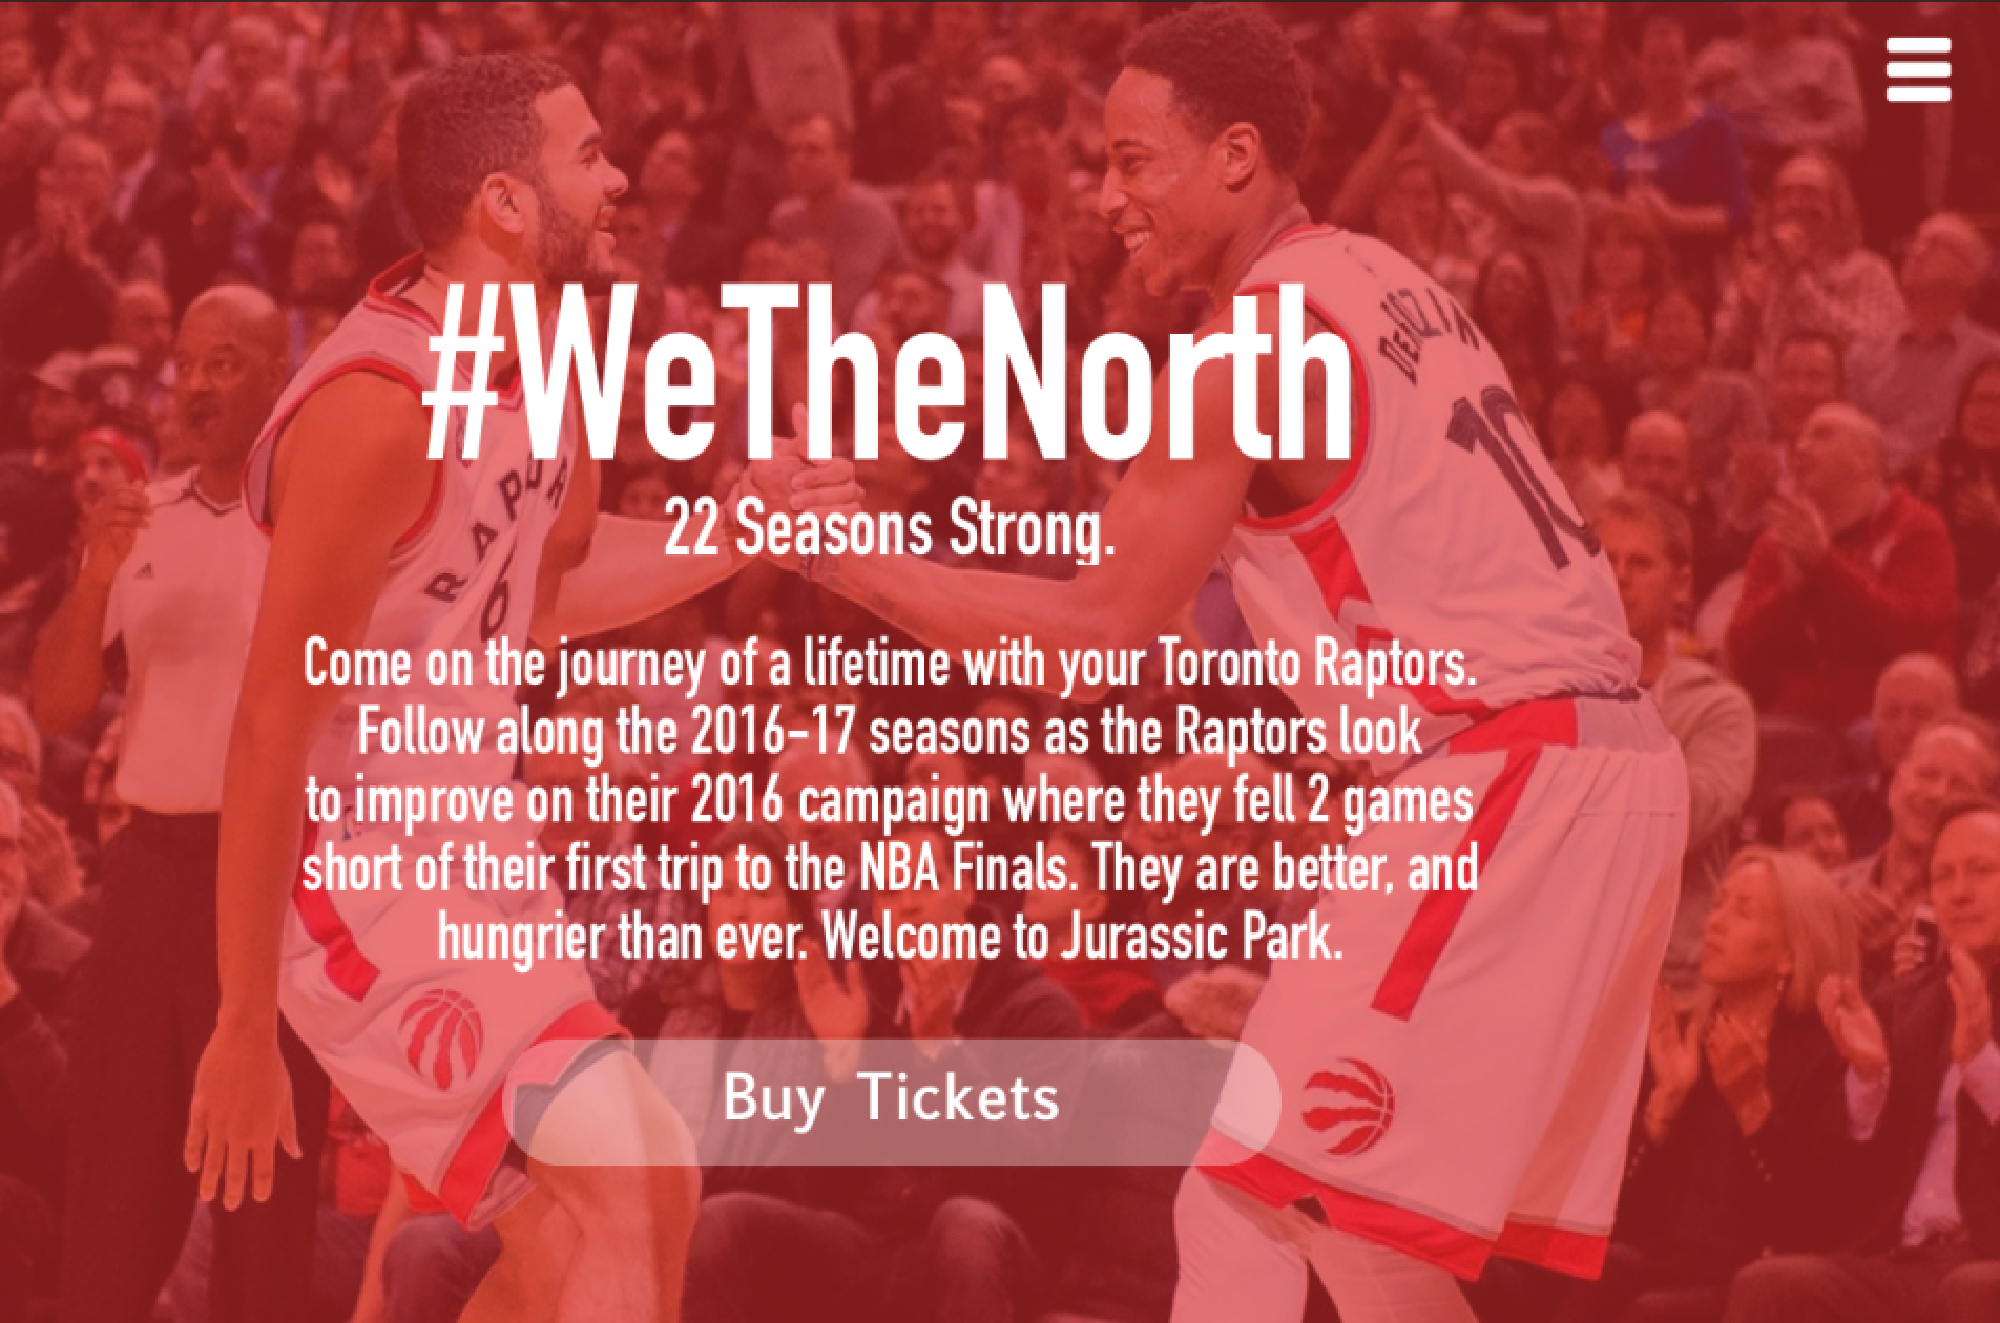 #WeTheNorth
22 Seasons Strong.
Come on the journey of a lifetime with your Toronto Raptors.
Follow along the 2016-17 seasons as the Raptors look
to improve on their 2016 campaign where they fell 2 games
short of their first trip to the NBA Finals. They are better, and
hungrier than ever. Welcome to Jurassic Park.
Buy Tickets
10